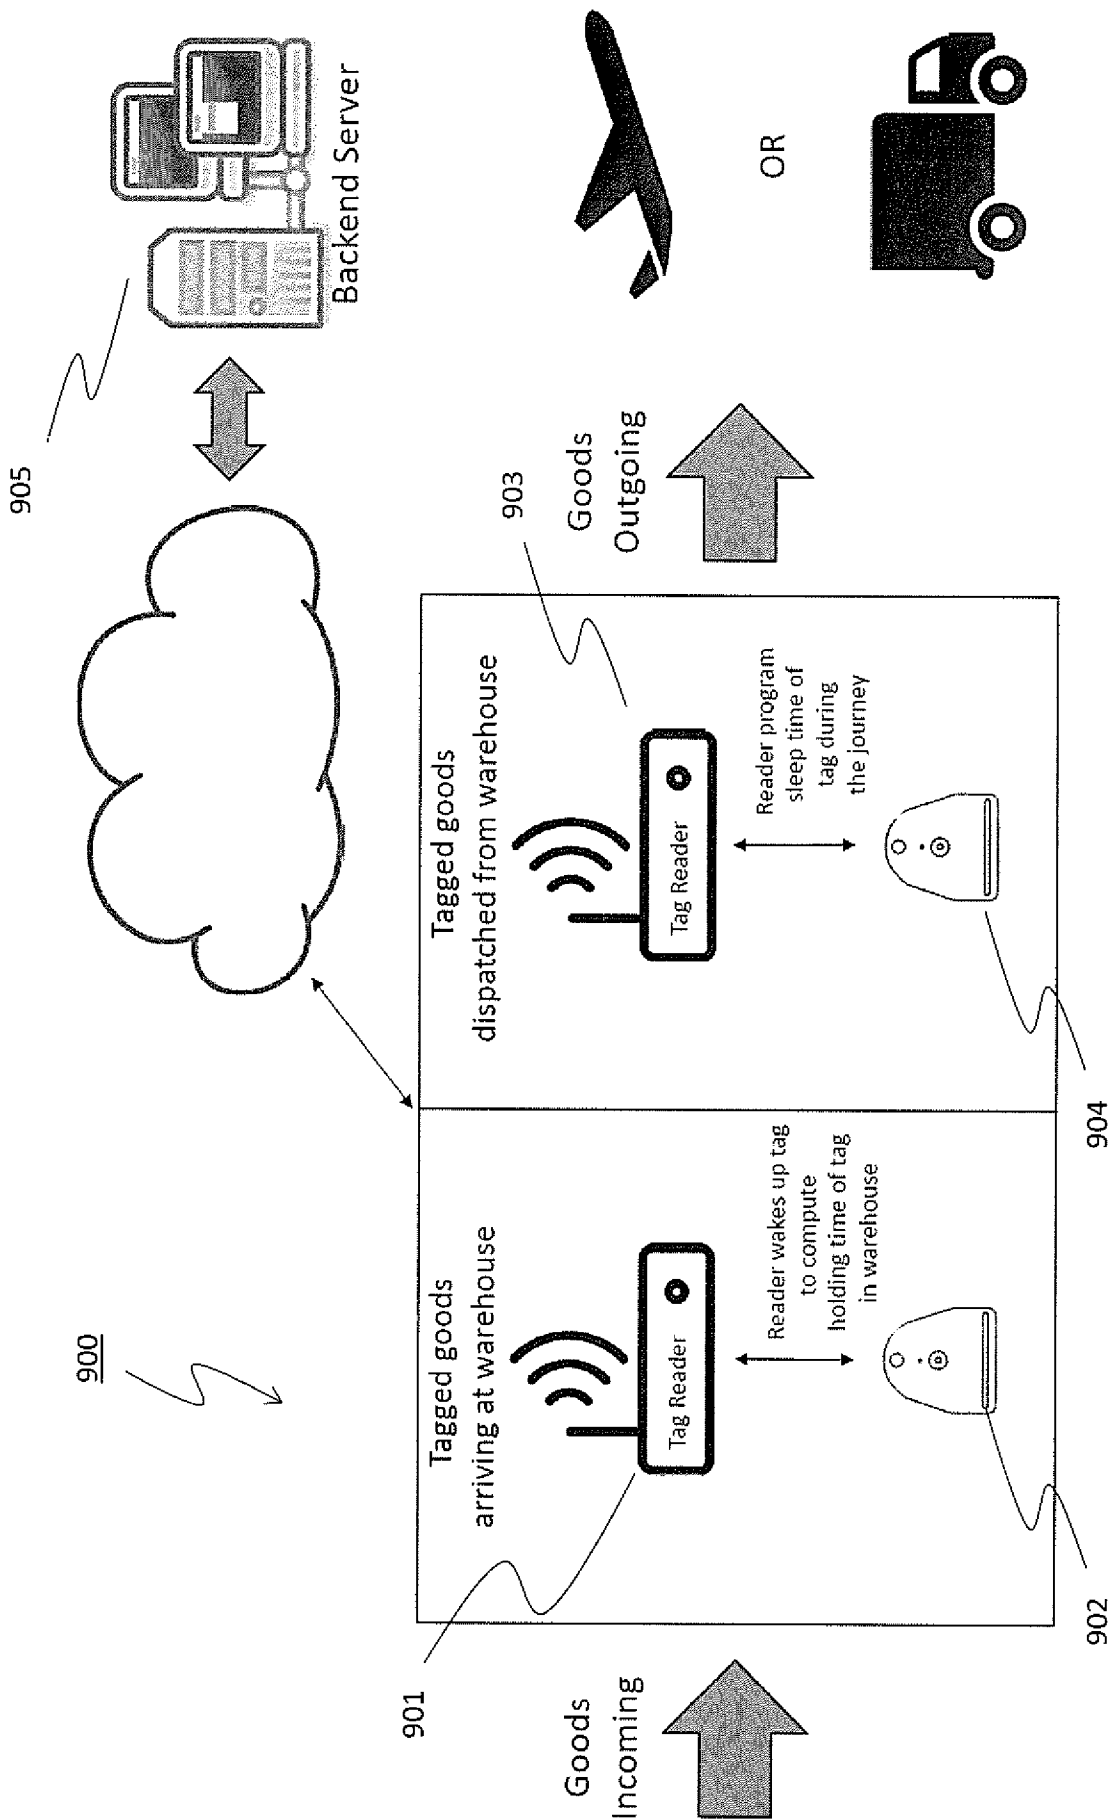 900
905
Backend Server
Goods
Incoming
901
Tagged goods
arriving at warehouse
Tag Reader
Reader wakes up tag
to compute
holding time of tag
in warehouse
902
Tagged goods
dispatched from warehouse
Tag Reader
Reader program
sleep time of
tag during
the journey
904
903
Goods
Outgoing
OR